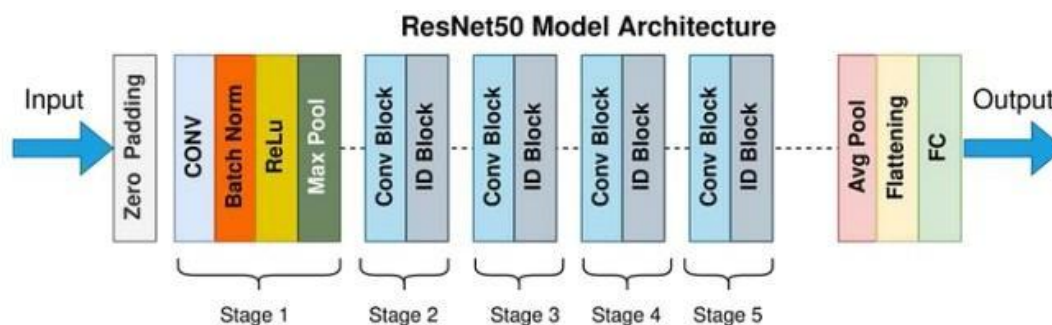 ResNet50 Model Architecture
Input
Zero Padding
CONV
Batch Norm
ReLu
Max Pool
Conv Block
ID Block
Conv Block
ID Block
Conv Block
ID Block
Conv Block
ID Block
Avg Pool
Flattening
FC
Output
Stage 1
Stage 2
Stage 3
Stage 4
Stage 5